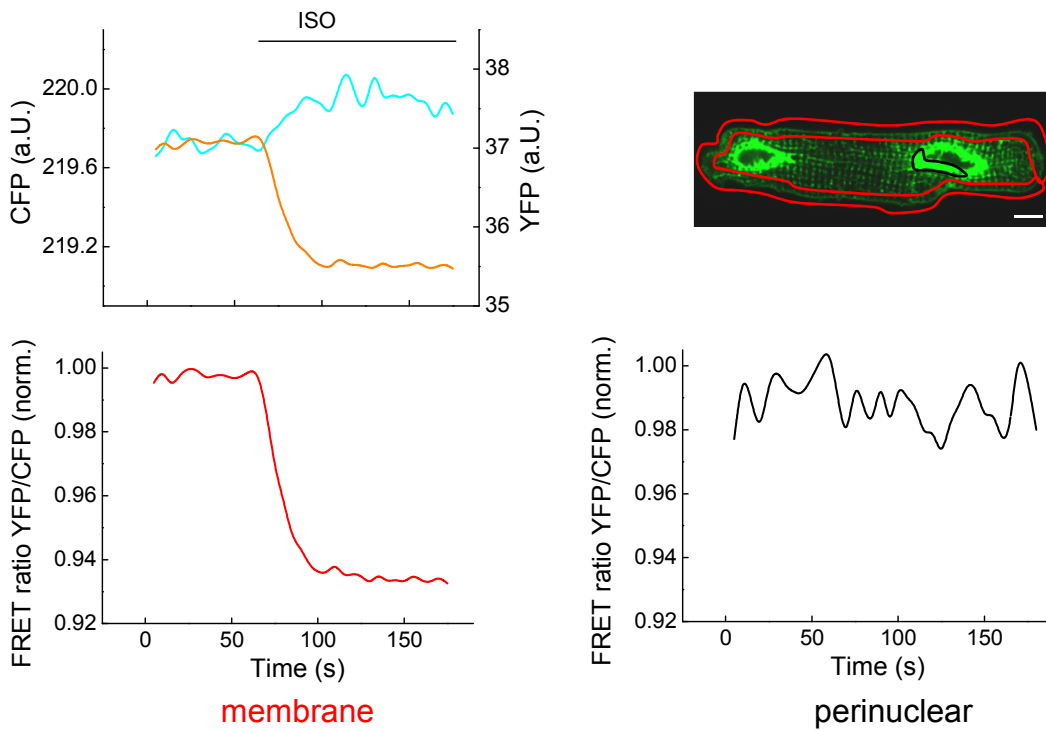 ISO
CFP (a.U.)
220.0
219.6
219.2
38
37
36
35
YFP (a.U.)
FRET ratio YFP/CFP (norm.)
1.00
0.98
0.96
0.94
0.92
0 50 100 150
Time (s)
membrane
FRET ratio YFP/CFP (norm.)
1.00
0.98
0.96
0.94
0.92
0 50 100 150
Time (s)
perinuclear